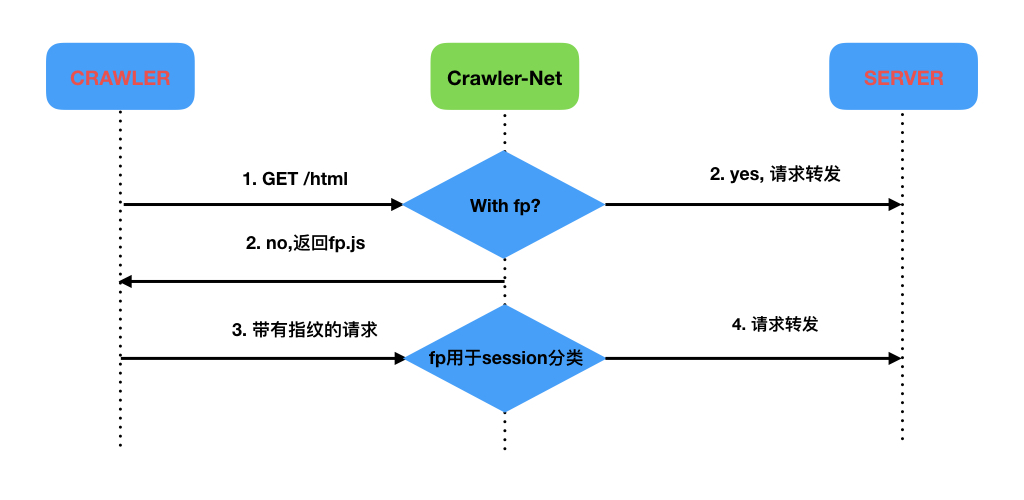 CRAWLER
Crawler-Net
SERVER
1. GET /html
With fp?
2. yes, 请求转发
2. no,返回fp.js
3. 带有指纹的请求
fp用于session分类
4. 请求转发